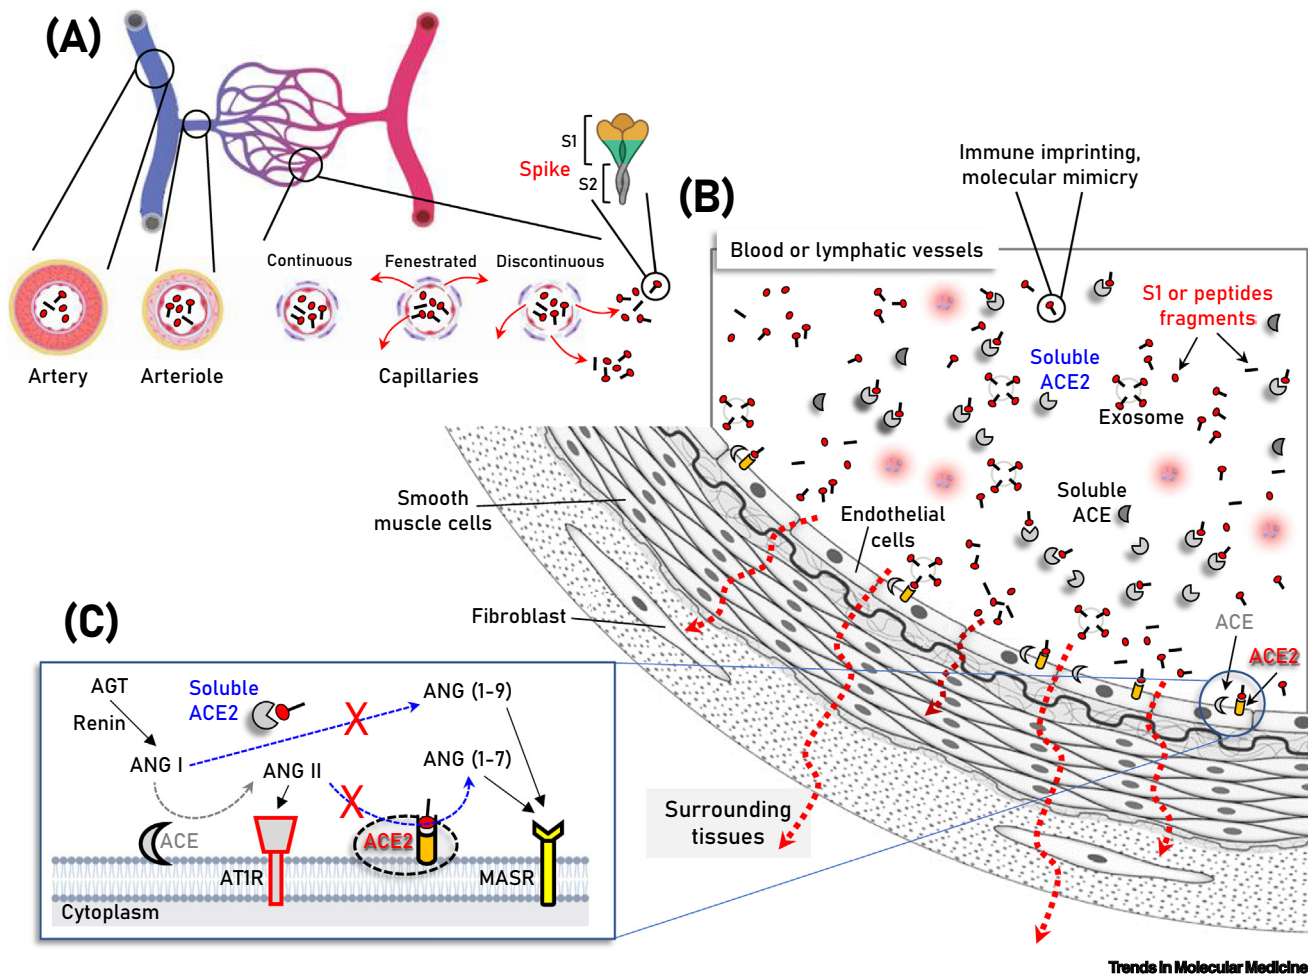 (A)
S1
Spike
S2
Continuous
Fenestrated
Discontinuous
Artery
Arteriole
Capillaries
(B)
Immune imprinting,
molecular mimicry
Blood or lymphatic vessels
S1 or peptides
fragments
Soluble
ACE2
Exosome
Soluble
ACE
Smooth
muscle cells
Endothelial
cells
Fibroblast
ACE
ACE2
Surrounding
tissues
(C)
AGT
Renin
Soluble
ACE2
ANG (1-9)
X
ANG I
ANG II
ANG (1-7)
X
ACE
ACE2
AT1R
MASR
Cytoplasm
Trends in Molecular Medicine